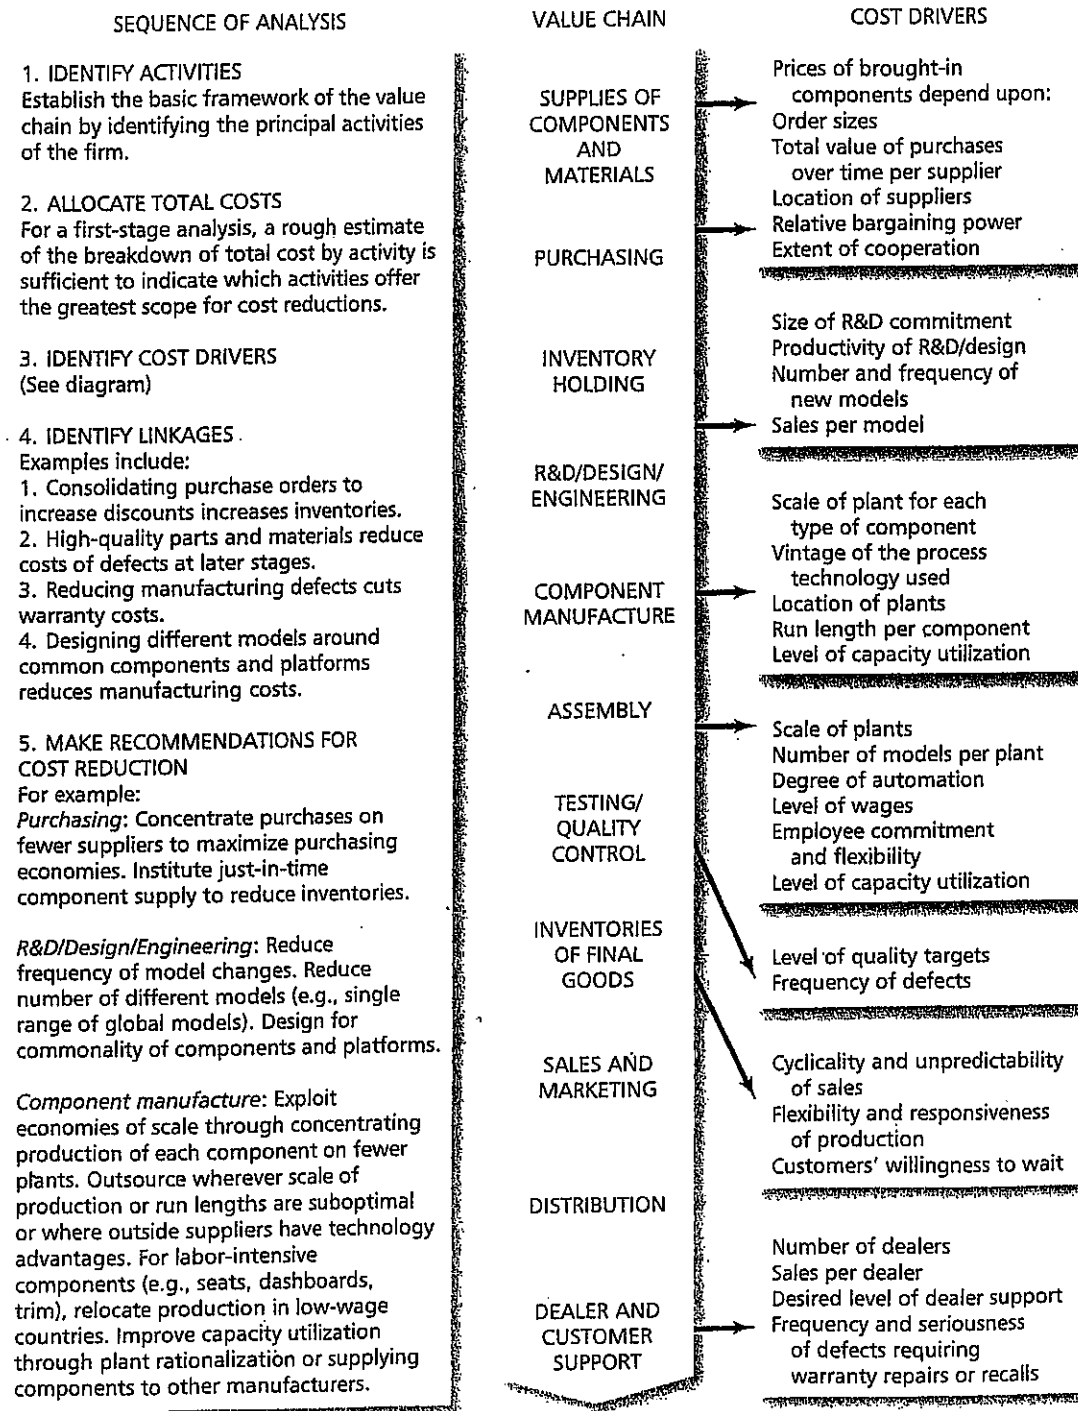 SEQUENCE OF ANALYSIS
1. IDENTIFY ACTIVITIES
Establish the basic framework of the value
chain by identifying the principal activities
of the firm.
2. ALLOCATE TOTAL COSTS
For a first-stage analysis, a rough estimate
of the breakdown of total cost by activity is
sufficient to indicate which activities offer
the greatest scope for cost reductions.
3. IDENTIFY COST DRIVERS
(See diagram)
4. IDENTIFY LINKAGES
Examples include:
1. Consolidating purchase orders to
increase discounts increases inventories.
2. High-quality parts and materials reduce
costs of defects at later stages.
3. Reducing manufacturing defects cuts
warranty costs.
4. Designing different models around
common components and platforms
reduces manufacturing costs.
5. MAKE RECOMMENDATIONS FOR
COST REDUCTION
For example:
Purchasing: Concentrate purchases on
fewer suppliers to maximize purchasing
economies. Institute just-in-time
component supply to reduce inventories.
R&D/Design/Engineering: Reduce
frequency of model changes. Reduce
number of different models (e.g., single
range of global models). Design for
commonality of components and platforms.
Component manufacture: Exploit
economies of scale through concentrating
production of each component on fewer
plants. Outsource wherever scale of
production or run lengths are suboptimal
or where outside suppliers have technology
advantages. For labor-intensive
components (e.g., seats, dashboards,
trim), relocate production in low-wage
countries. Improve capacity utilization
through plant rationalization or supplying
components to other manufacturers.
VALUE CHAIN
SUPPLIES OF
COMPONENTS
AND
MATERIALS
PURCHASING
INVENTORY
HOLDING
R&D/DESIGN/
ENGINEERING
COMPONENT
MANUFACTURE
ASSEMBLY
TESTING/
QUALITY
CONTROL
INVENTORIES
OF FINAL
GOODS
SALES AND
MARKETING
DISTRIBUTION
DEALER AND
CUSTOMER
SUPPORT
COST DRIVERS
Prices of brought-in
components depend upon:
Order sizes
Total value of purchases
over time per supplier
Location of suppliers
Relative bargaining power
Extent of cooperation
Size of R&D commitment
Productivity of R&D/design
Number and frequency of
new models
Sales per model
Scale of plant for each
type of component
Vintage of the process
technology used
Location of plants
Run length per component
Level of capacity utilization
Scale of plants
Number of models per plant
Degree of automation
Level of wages
Employee commitment
and flexibility
Level of capacity utilization
Level of quality targets
Frequency of defects
Cyclicality and unpredictability
of sales
Flexibility and responsiveness
of production
Customers' willingness to wait
Number of dealers
Sales per dealer
Desired level of dealer support
Frequency and seriousness
of defects requiring
warranty repairs or recalls